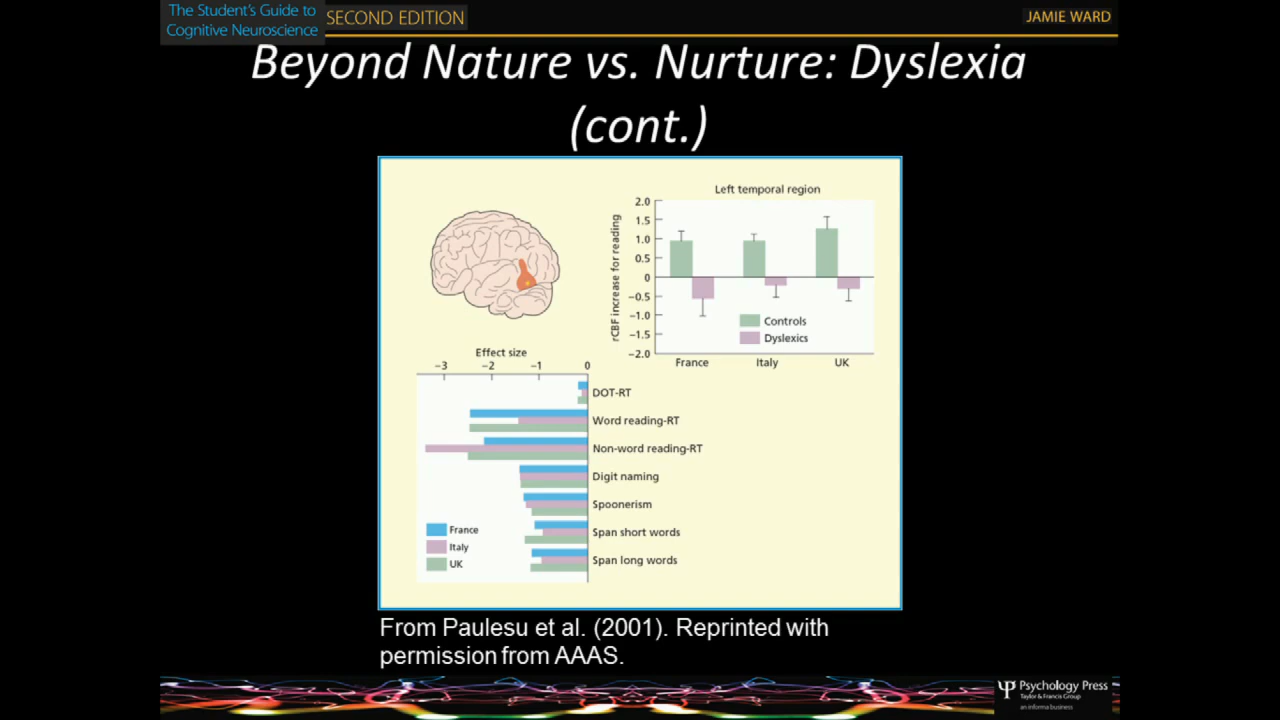 The Student's Guide to
Cognitive Neuroscience
SECOND EDITION
JAMIE WARD
Beyond Nature vs. Nurture: Dyslexia
(cont.)
Left temporal region
rCBF increase for reading
2.0
1.5
1.0
0.5
0
−0.5
−1.0
−1.5
−2.0
Controls
Dyslexics
France
Italy
UK
Effect size
−3
−2
−1
0
DOT-RT
Word reading-RT
Non-word reading-RT
Digit naming
Spoonerism
Span short words
Span long words
France
Italy
UK
From Paulesu et al. (2001). Reprinted with
permission from AAAS.
Psychology Press
Taylor & Francis Group
an informa business